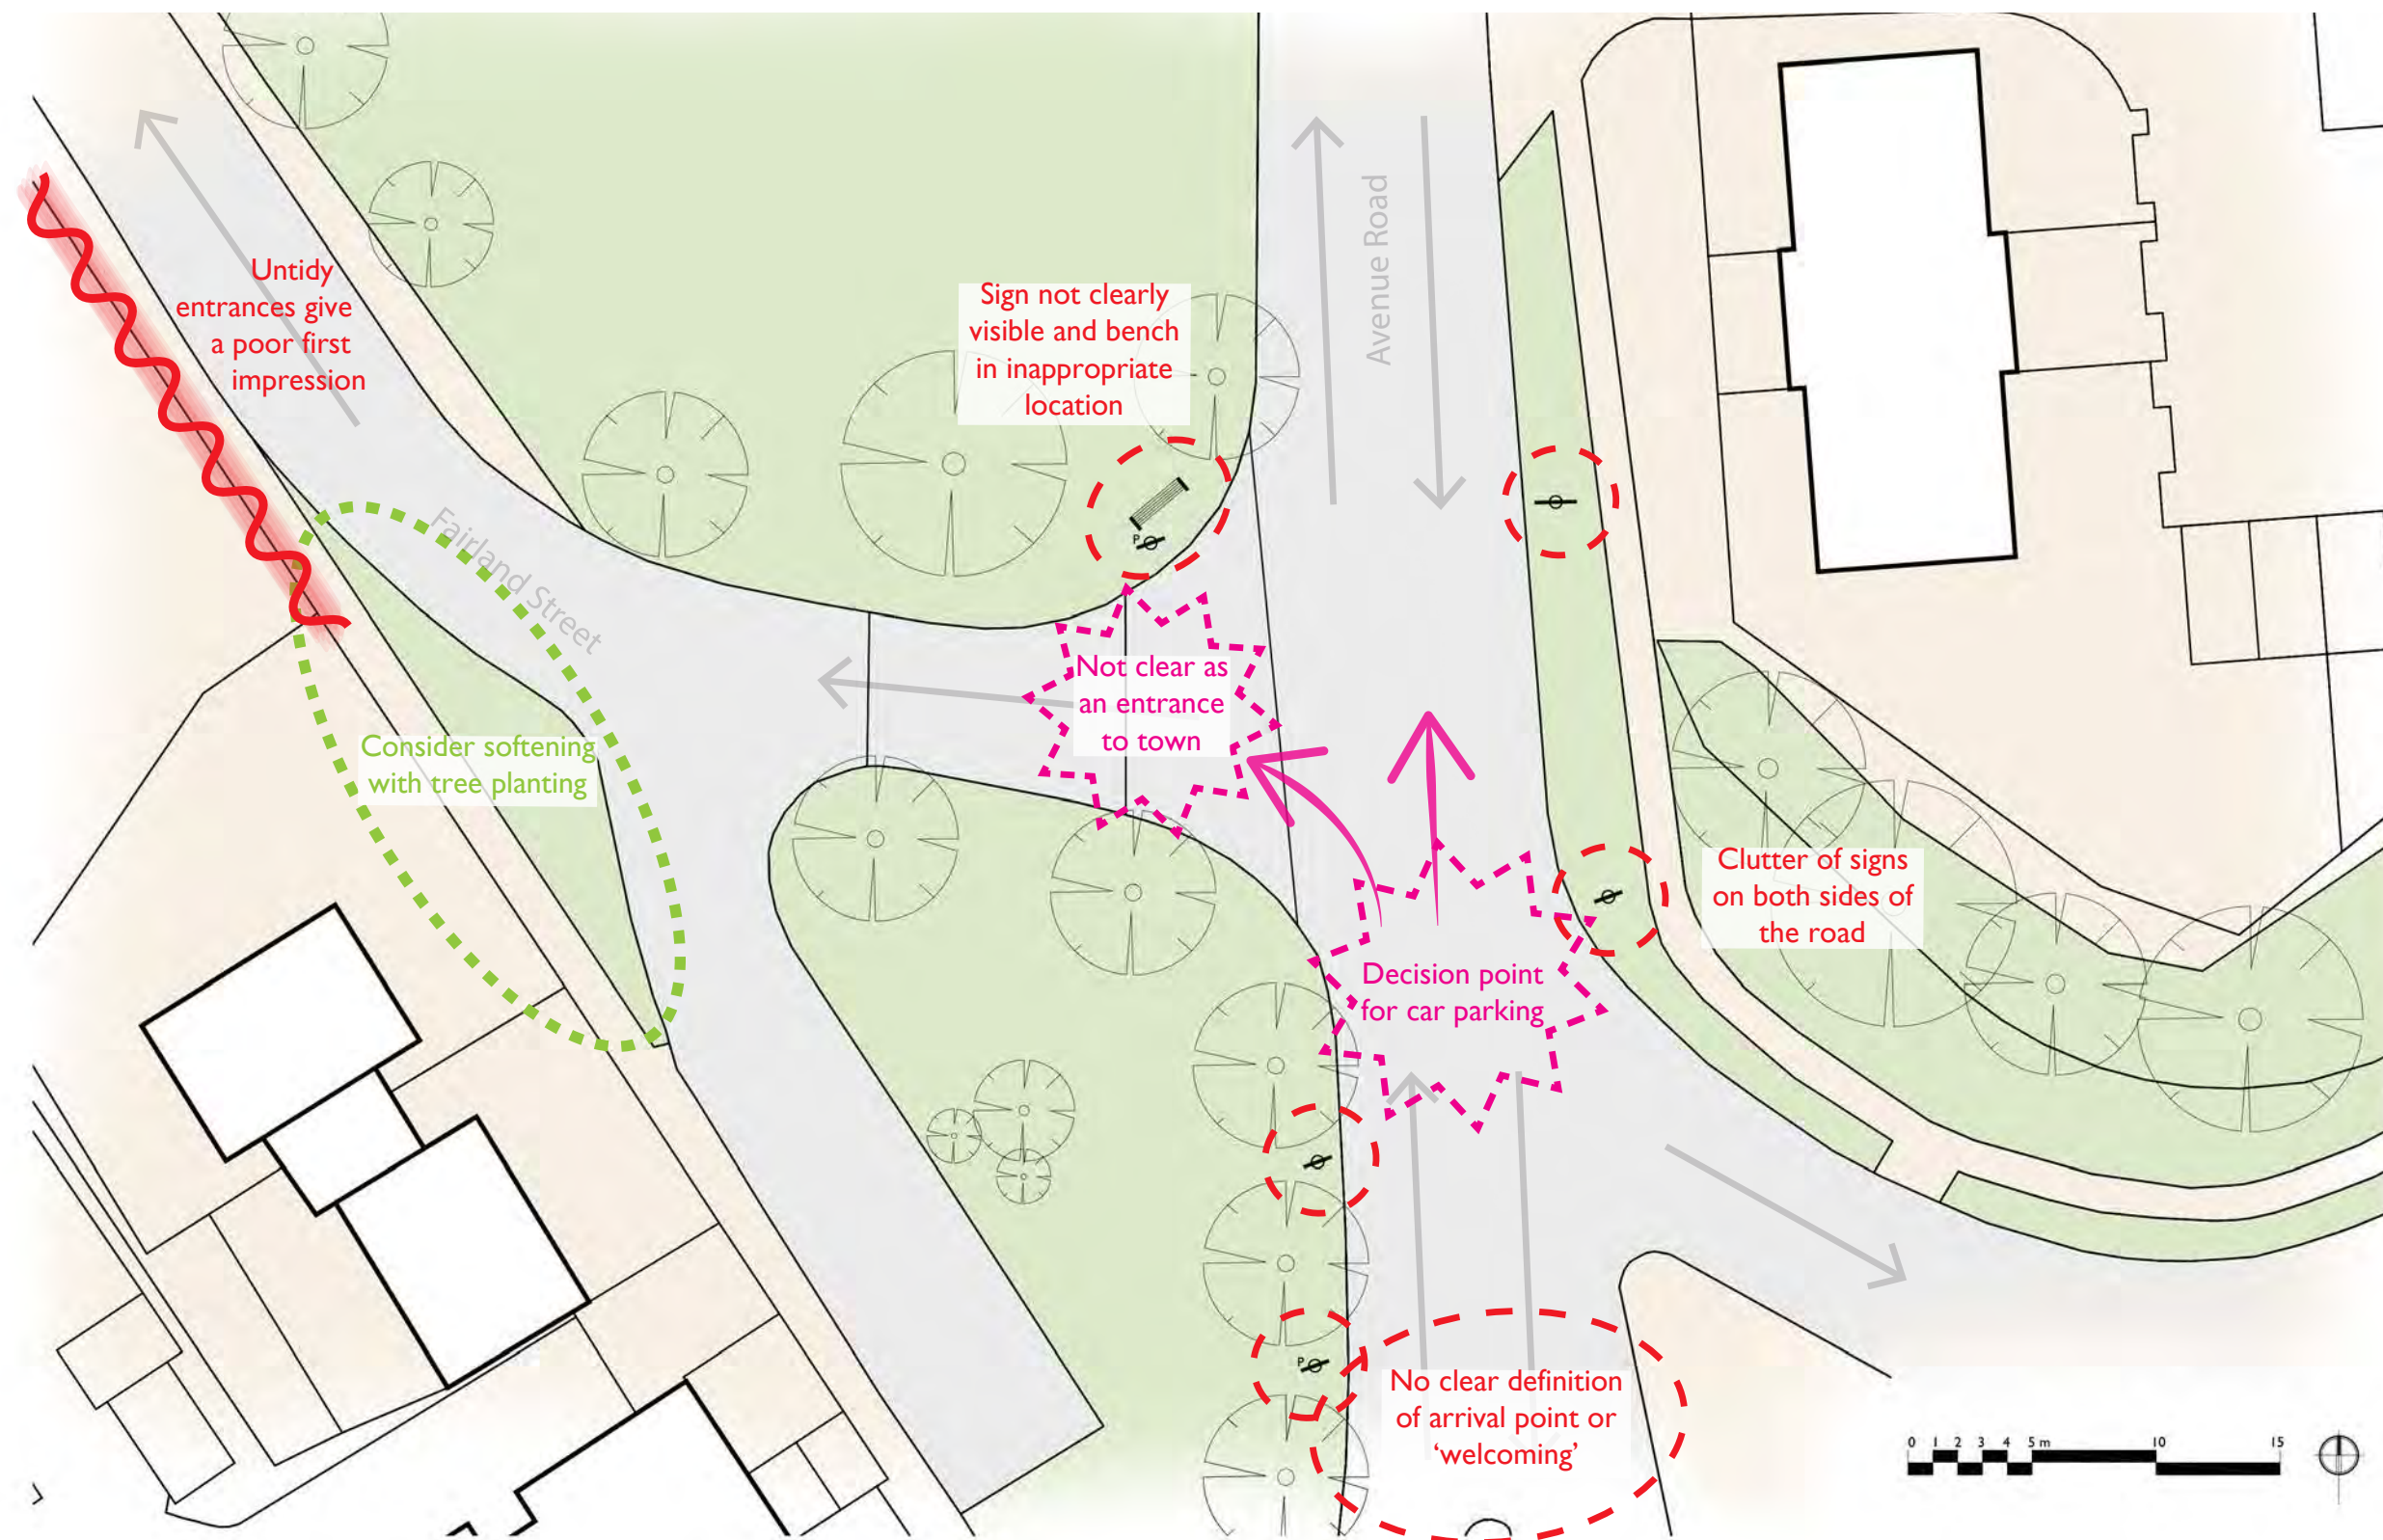 Avenue Road
Untidy
entrances give
a poor first
impression
Sign not clearly
visible and bench
in inappropriate
location
P
Fairland Street
Not clear as
an entrance
to town
Consider softening
with tree planting
Clutter of signs
on both sides of
the road
Decision point
for car parking
P
No clear definition
of arrival point or
‘welcoming’
0 1 2 3 4 5 m 10 15